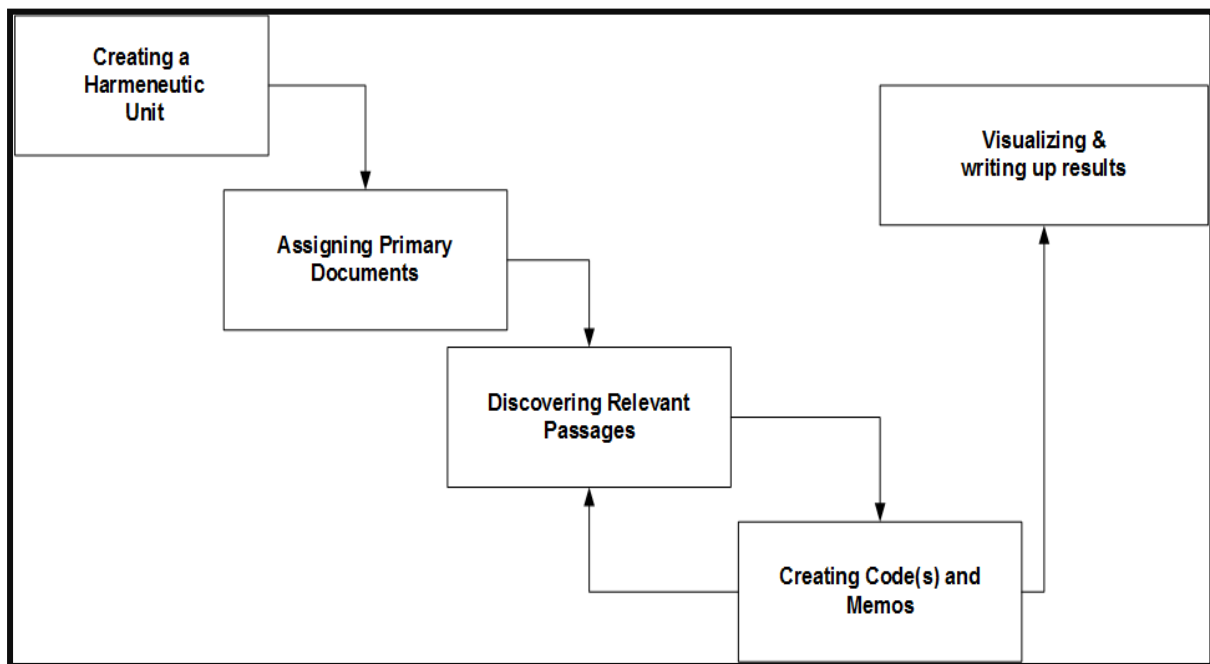 Creating a
Harmeneutic
Unit
Visualizing &
writing up results
Assigning Primary
Documents
Discovering Relevant
Passages
Creating Code(s) and
Memos